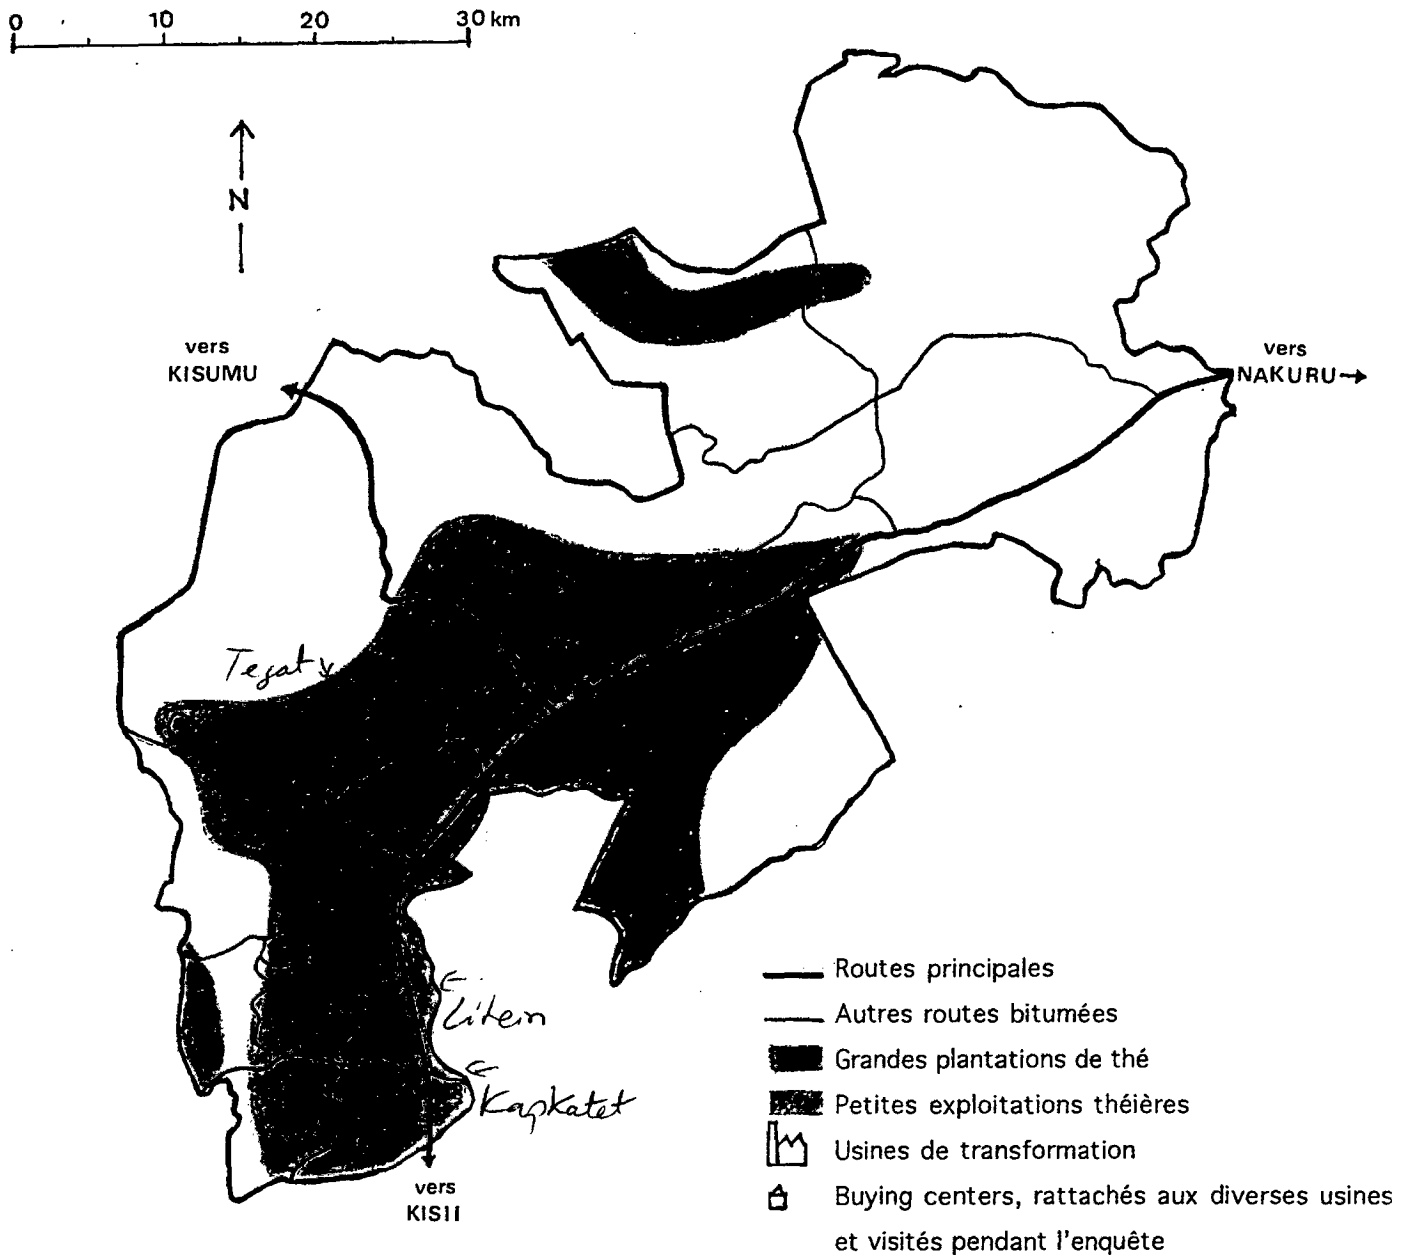 0 10 20 30 km
N
vers
KISUMU
vers
NAKURU
Tegat
Litein
Kapkatet
vers
KISII
Routes principales
Autres routes bitumées
Grandes plantations de thé
Petites exploitations théières
Usines de transformation
Buying centers, rattachés aux diverses usines
et visités pendant l'enquête